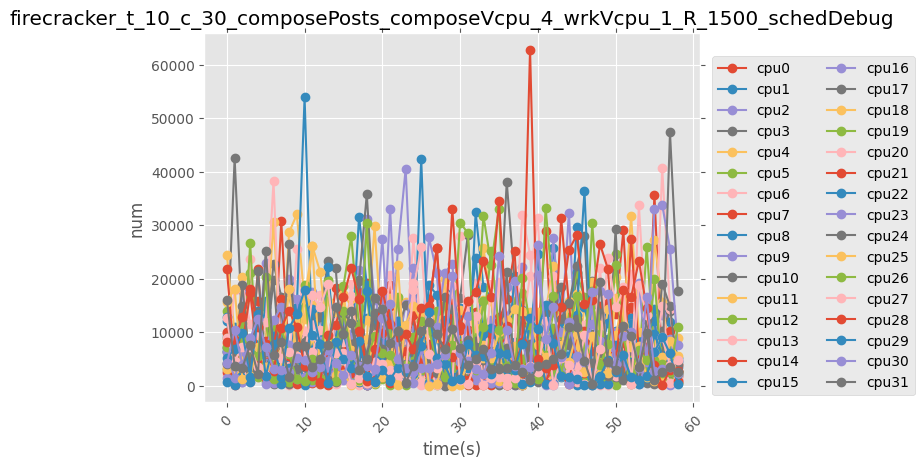 firecracker_t_10_c_30_composePosts_composeVcpu_4_wrkVcpu_1_R_1500_schedDebug
60000
50000
40000
30000
20000
10000
0
num
0
10
20
30
40
50
60
time(s)
cpu0
cpu1
cpu2
cpu3
cpu4
cpu5
cpu6
cpu7
cpu8
cpu9
cpu10
cpu11
cpu12
cpu13
cpu14
cpu15
cpu16
cpu17
cpu18
cpu19
cpu20
cpu21
cpu22
cpu23
cpu24
cpu25
cpu26
cpu27
cpu28
cpu29
cpu30
cpu31